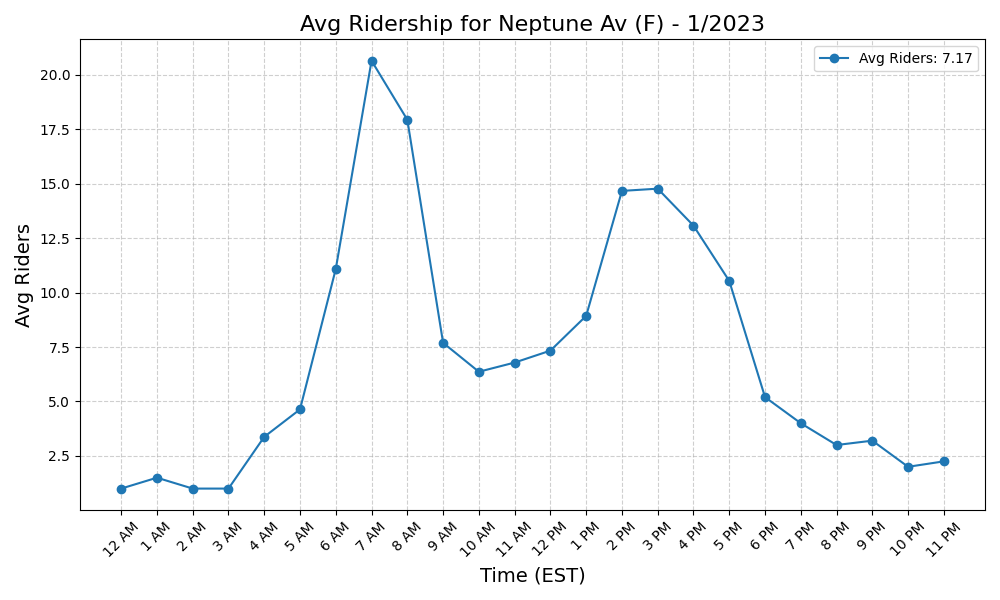 Avg Ridership for Neptune Av (F) - 1/2023
Avg Riders: 7.17
Avg Riders
20.0
17.5
15.0
12.5
10.0
7.5
5.0
2.5
12 AM
1 AM
2 AM
3 AM
4 AM
5 AM
6 AM
7 AM
8 AM
9 AM
10 AM
11 AM
12 PM
1 PM
2 PM
3 PM
4 PM
5 PM
6 PM
7 PM
8 PM
9 PM
10 PM
11 PM
Time (EST)